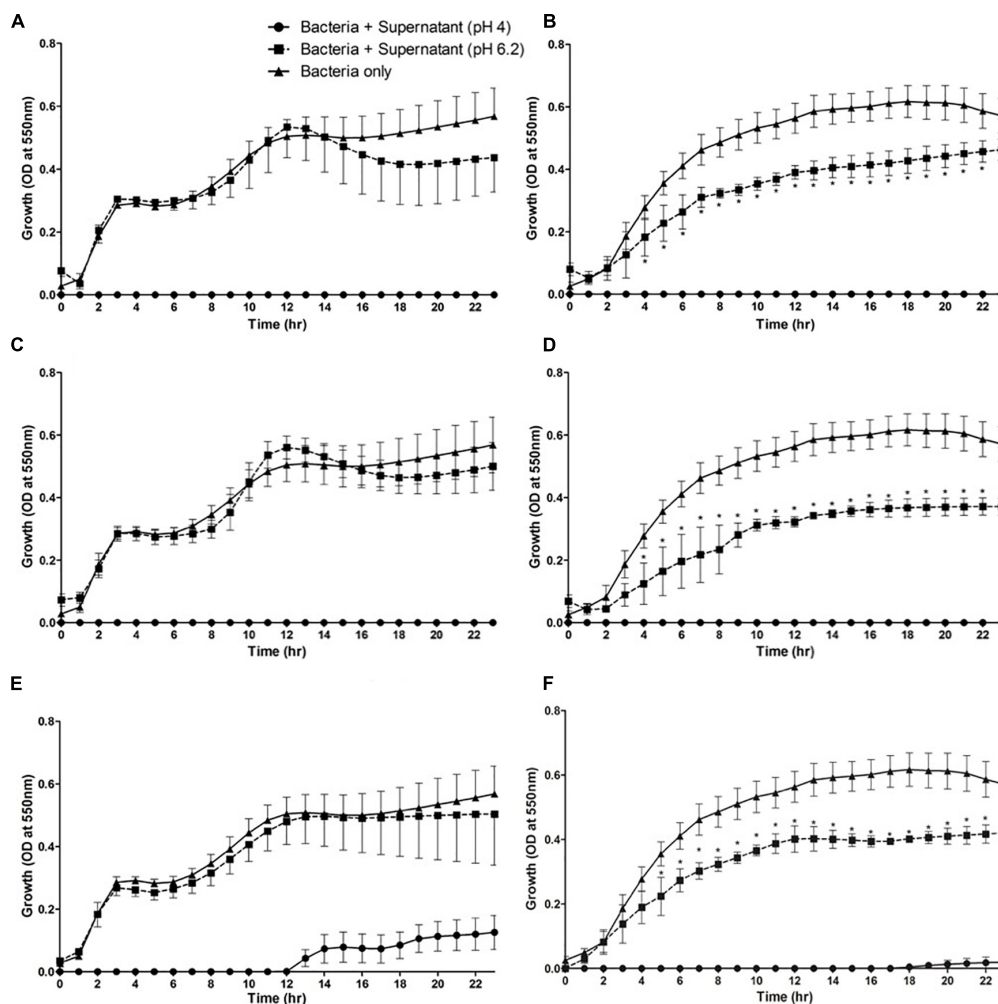 A
Bacteria + Supernatant (pH 4)
Bacteria + Supernatant (pH 6.2)
Bacteria only
Growth (OD at 550nm)
0.8
0.6
0.4
0.2
0.0
0 2 4 6 8 10 12 14 16 18 20 22
Time (hr)
B
Growth (OD at 550nm)
0.8
0.6
0.4
0.2
0.0
* * * * * * * * * * * * * * * * * * *
0 2 4 6 8 10 12 14 16 18 20 22
Time (hr)
C
Growth (OD at 550nm)
0.8
0.6
0.4
0.2
0.0
0 2 4 6 8 10 12 14 16 18 20 22
Time (hr)
D
Growth (OD at 550nm)
0.8
0.6
0.4
0.2
0.0
* * * * * * * * * * * * * * * * * * *
0 2 4 6 8 10 12 14 16 18 20 22
Time (hr)
E
Growth (OD at 550nm)
0.8
0.6
0.4
0.2
0.0
0 2 4 6 8 10 12 14 16 18 20 22
Time (hr)
F
Growth (OD at 550nm)
0.8
0.6
0.4
0.2
0.0
* * * * * * * * * * * * * * * * * *
0 2 4 6 8 10 12 14 16 18 20 22
Time (hr)